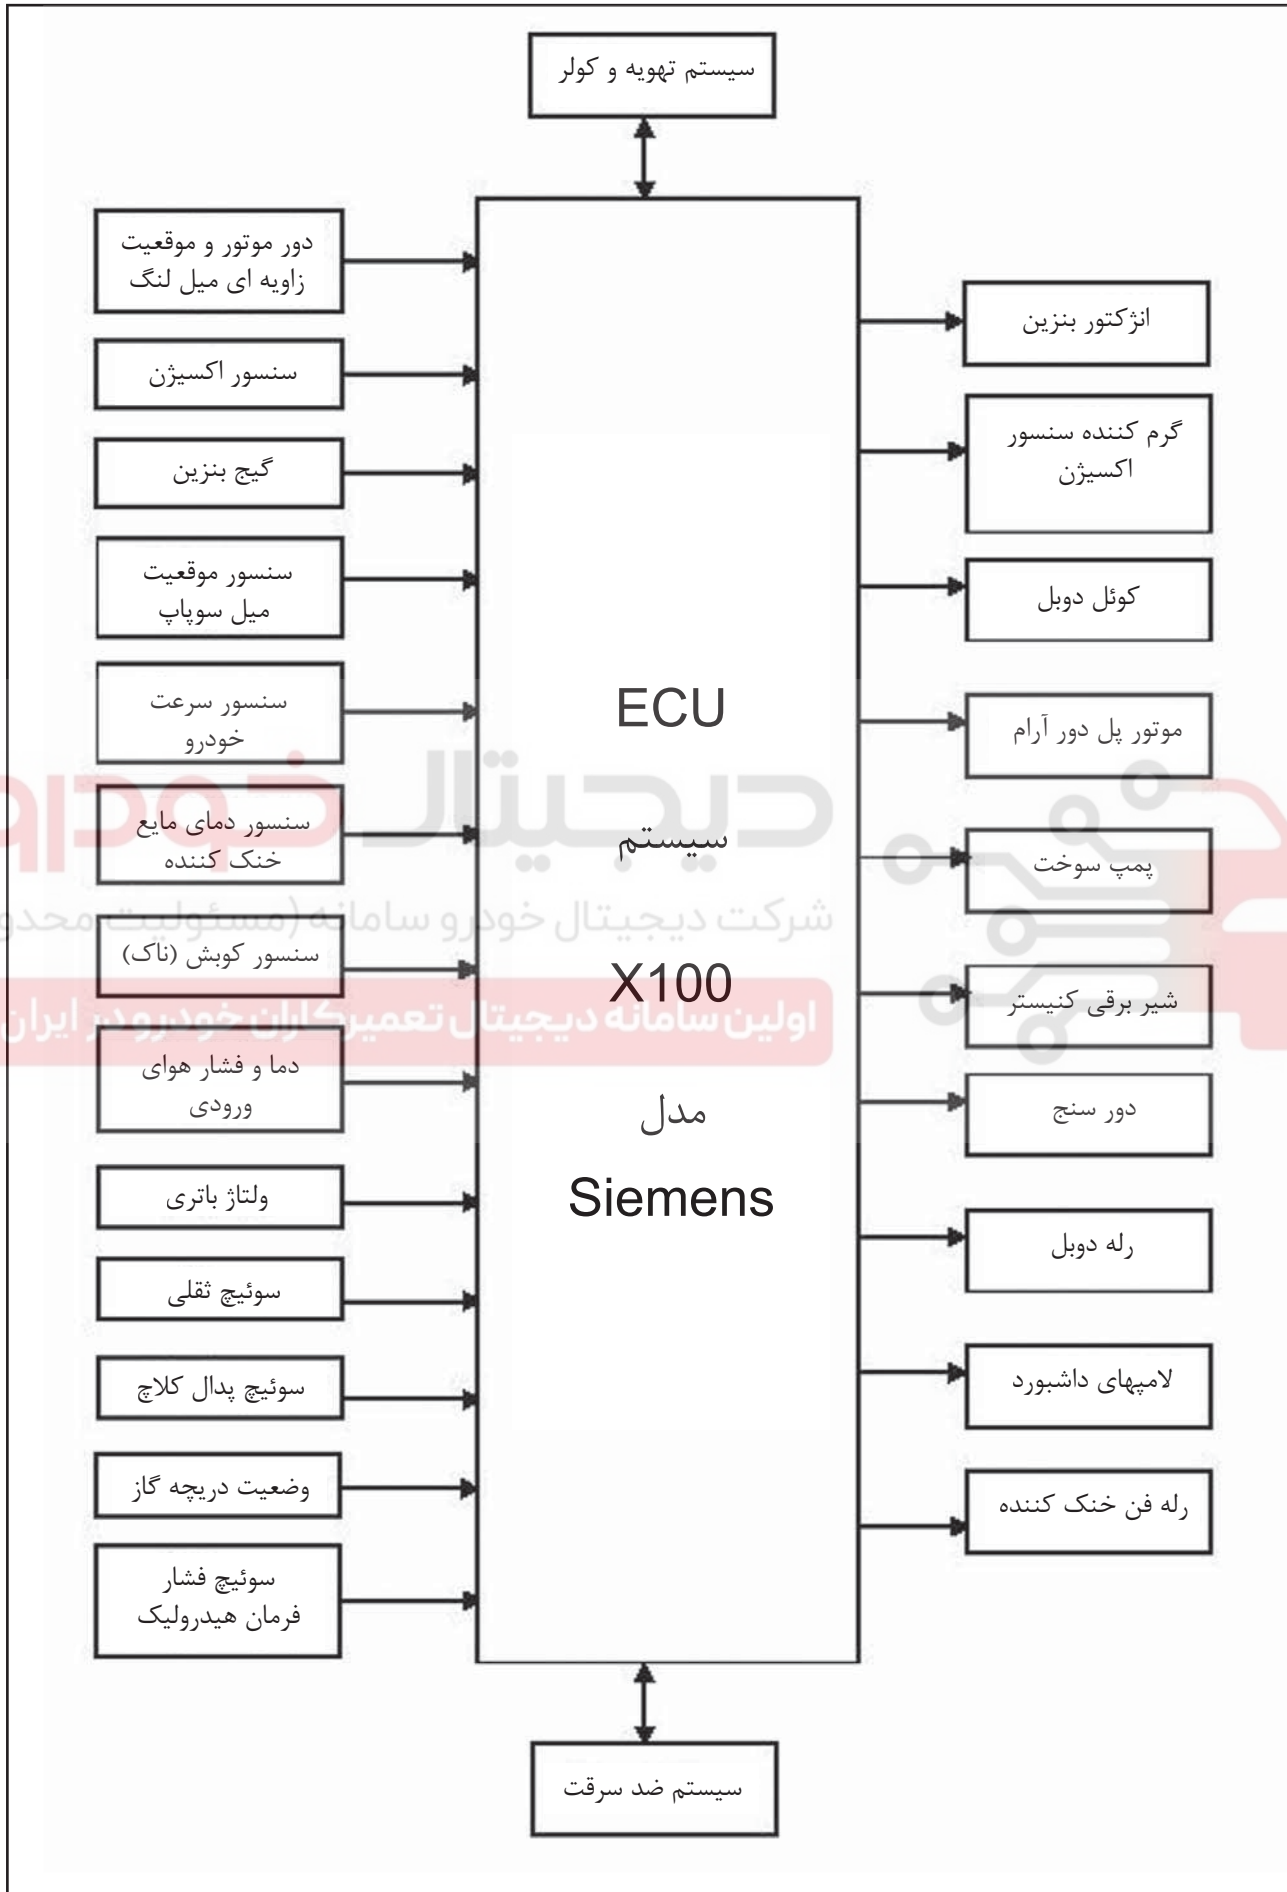 سیستم تهویه و کولر
دور موتور و موقعیت
زاویه ای میل لنگ
سنسور اکسیژن
گیج بنزین
سنسور موقعیت
میل سوپاپ
سنسور سرعت
خودرو
سنسور دمای مایع
خنک کننده
سنسور کوبش (ناک)
دما و فشار هوای
ورودی
ولتاژ باتری
سوئیچ ثقلی
سوئیچ پدال کلاچ
وضعیت دریچه گاز
سوئیچ فشار
فرمان هیدرولیک
ECU
سیستم
X100
مدل
Siemens
انژکتور بنزین
گرم کننده سنسور
اکسیژن
کوئل دوبل
موتور پل دور آرام
پمپ سوخت
شیر برقی کنیستر
دور سنج
رله دوبل
لامپهای داشبورد
رله فن خنک کننده
سیستم ضد سرقت
دیجیتال خودرو
شرکت دیجیتال خودرو سامانه (مسئولیت محدو
اولین سامانه دیجیتال تعمیرکاران خودرو در ایران